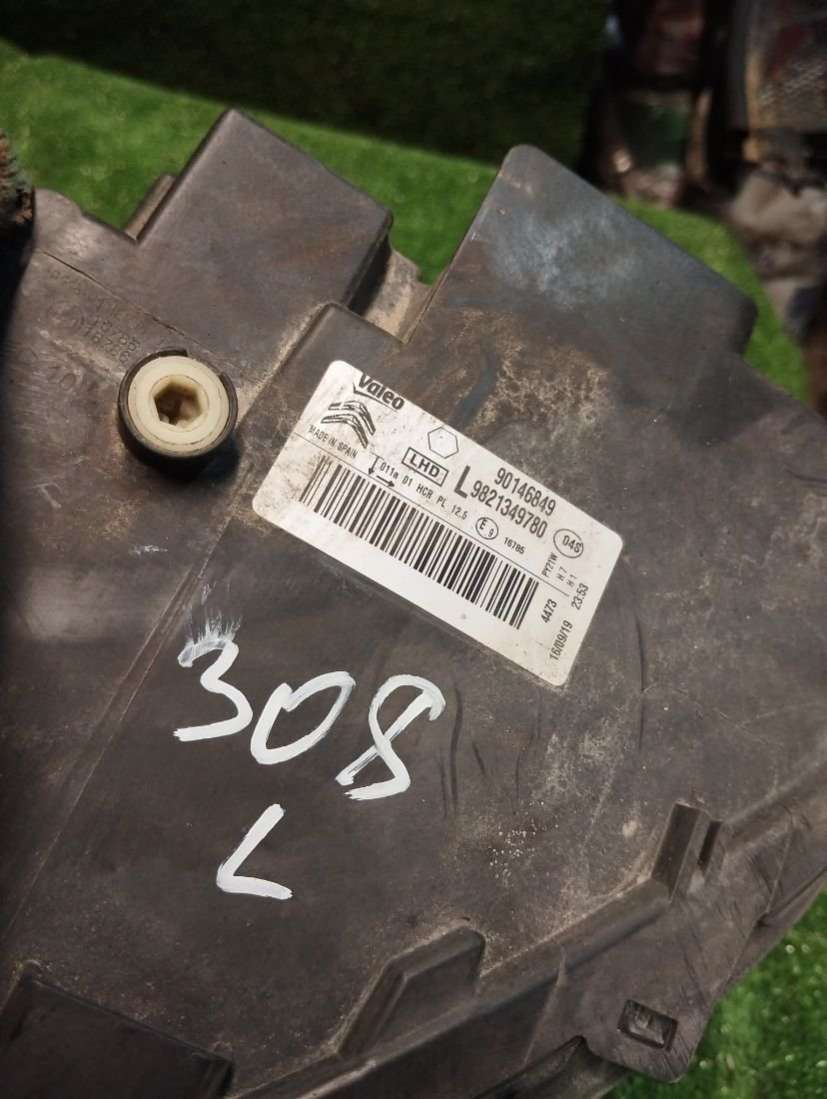 Valeo
MADE IN SPAIN
LHD
L
90146849
9821349780
04S
011a 01 HCR PL 12.5
E9
16785
PY21W
H7
H1
4473
16/09/19
23:53
308
L